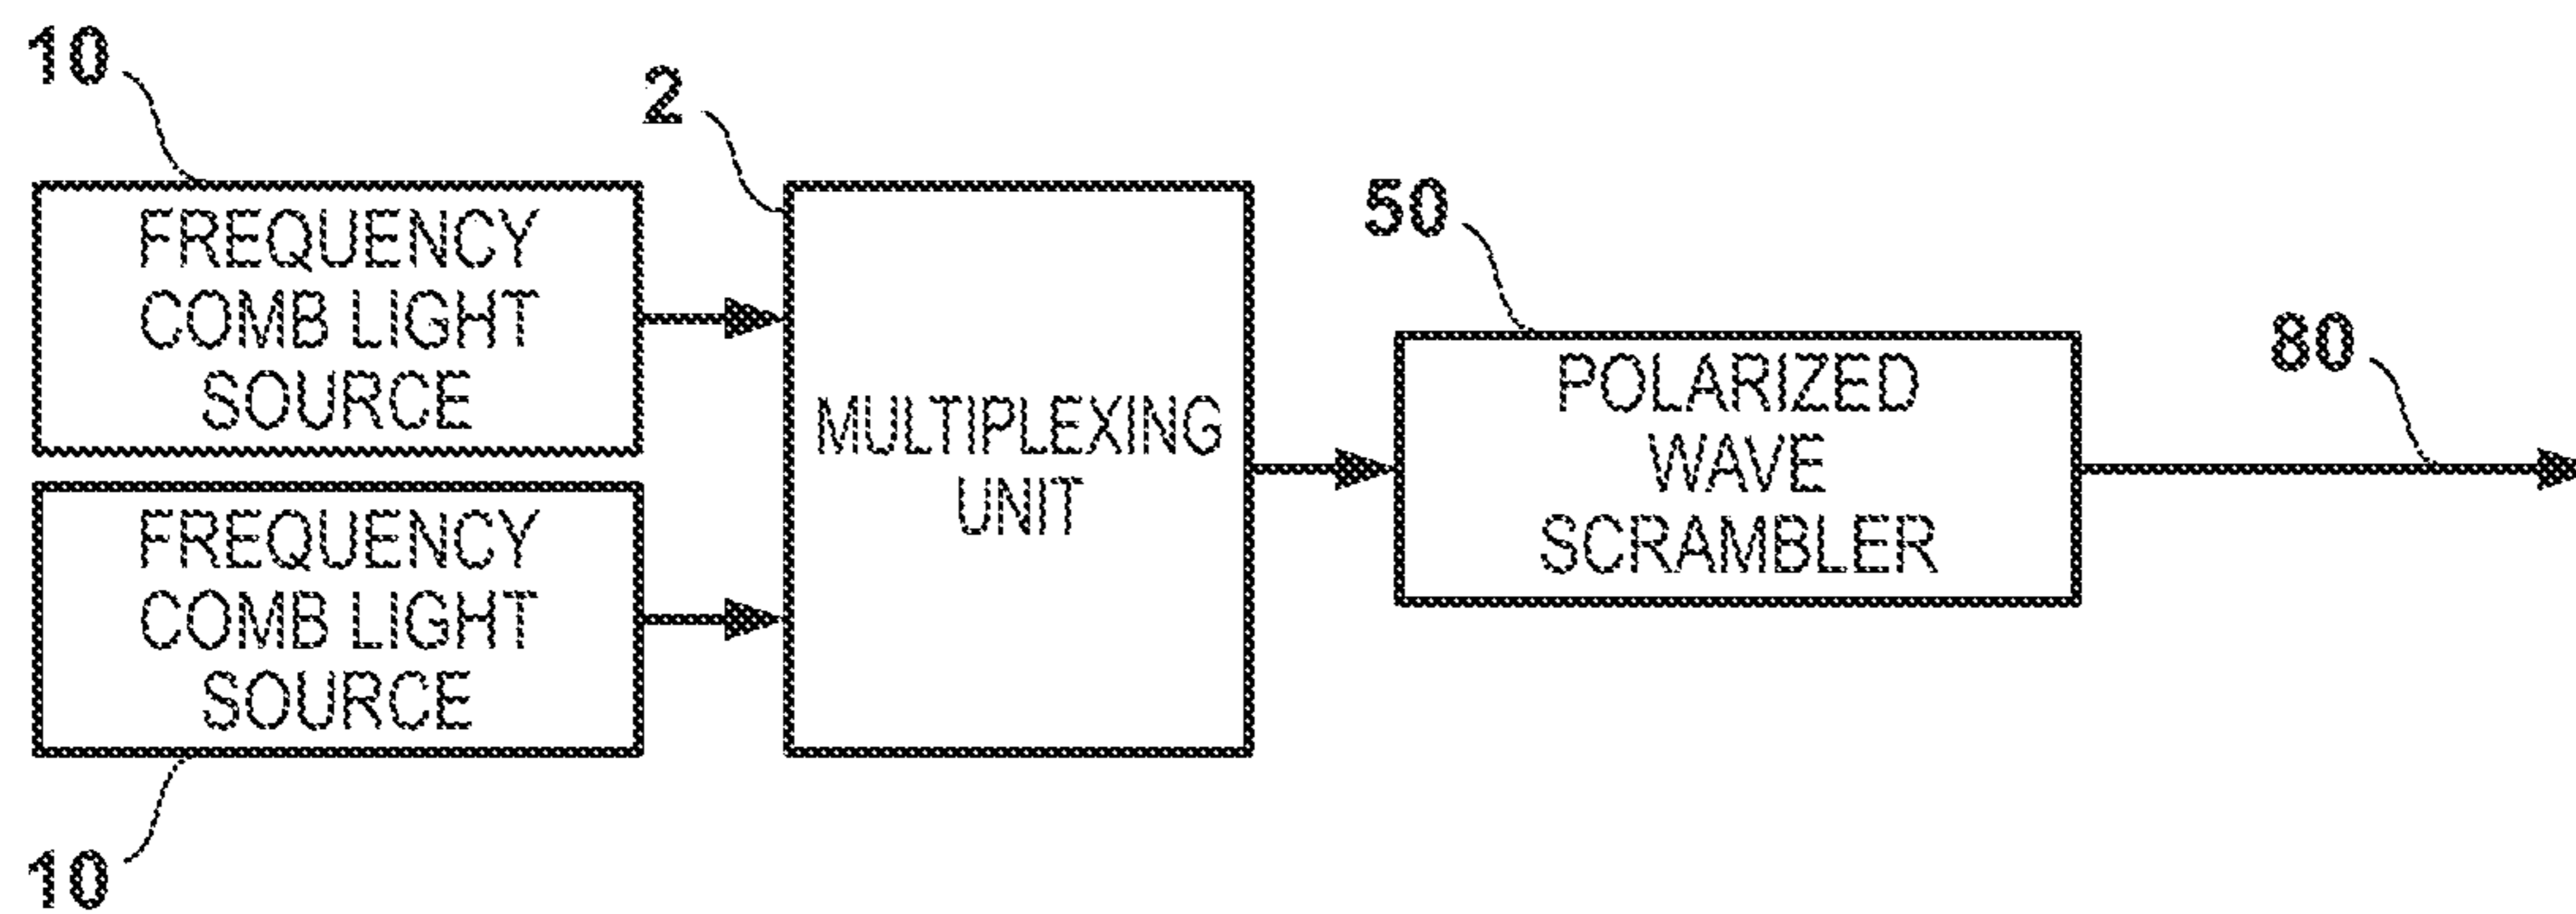 10
FREQUENCY
COMB LIGHT
SOURCE
2
MULTIPLEXING
UNIT
50
POLARIZED
WAVE
SCRAMBLER
80
FREQUENCY
COMB LIGHT
SOURCE
10